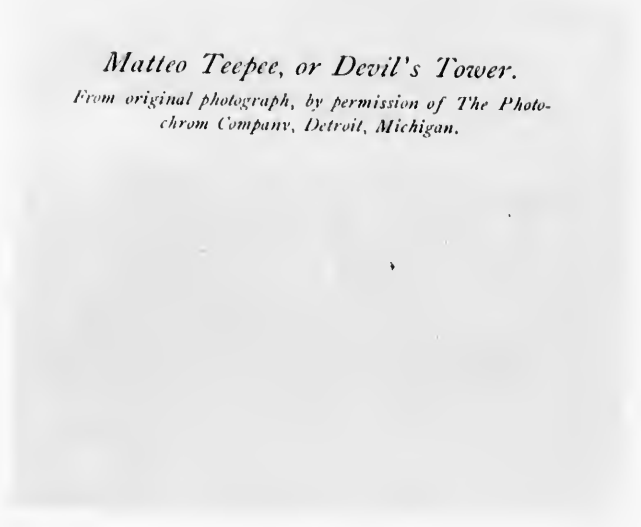 Matteo Teepee, or Devil's Tower.
From original photograph, by permission of The Photo-
chrom Company, Detroit, Michigan.